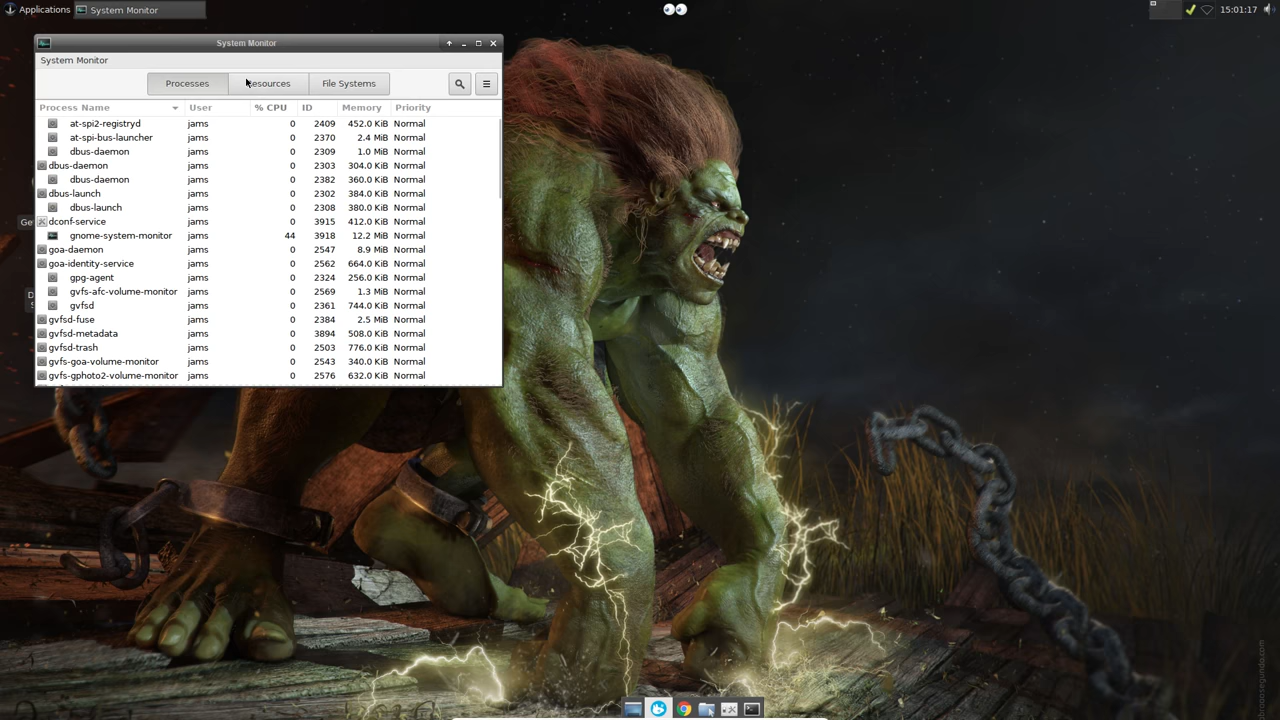 Applications System Monitor 15:01:17
System Monitor
System Monitor
Processes Resources File Systems
Process Name User % CPU ID Memory Priority
at-spi2-registryd jams 0 2409 452.0 KiB Normal
at-spi-bus-launcher jams 0 2370 2.4 MiB Normal
dbus-daemon jams 0 2309 1.0 MiB Normal
dbus-daemon jams 0 2303 304.0 KiB Normal
dbus-daemon jams 0 2382 360.0 KiB Normal
dbus-launch jams 0 2302 384.0 KiB Normal
dbus-launch jams 0 2308 380.0 KiB Normal
dconf-service jams 0 3915 412.0 KiB Normal
gnome-system-monitor jams 44 3918 12.2 MiB Normal
goa-daemon jams 0 2547 8.9 MiB Normal
goa-identity-service jams 0 2562 664.0 KiB Normal
gpg-agent jams 0 2324 256.0 KiB Normal
gvfs-afc-volume-monitor jams 0 2569 1.3 MiB Normal
gvfsd jams 0 2361 744.0 KiB Normal
gvfsd-fuse jams 0 2384 2.5 MiB Normal
gvfsd-metadata jams 0 3894 508.0 KiB Normal
gvfsd-trash jams 0 2503 776.0 KiB Normal
gvfs-goa-volume-monitor jams 0 2543 340.0 KiB Normal
gvfs-gphoto2-volume-monitor jams 0 2576 632.0 KiB Normal